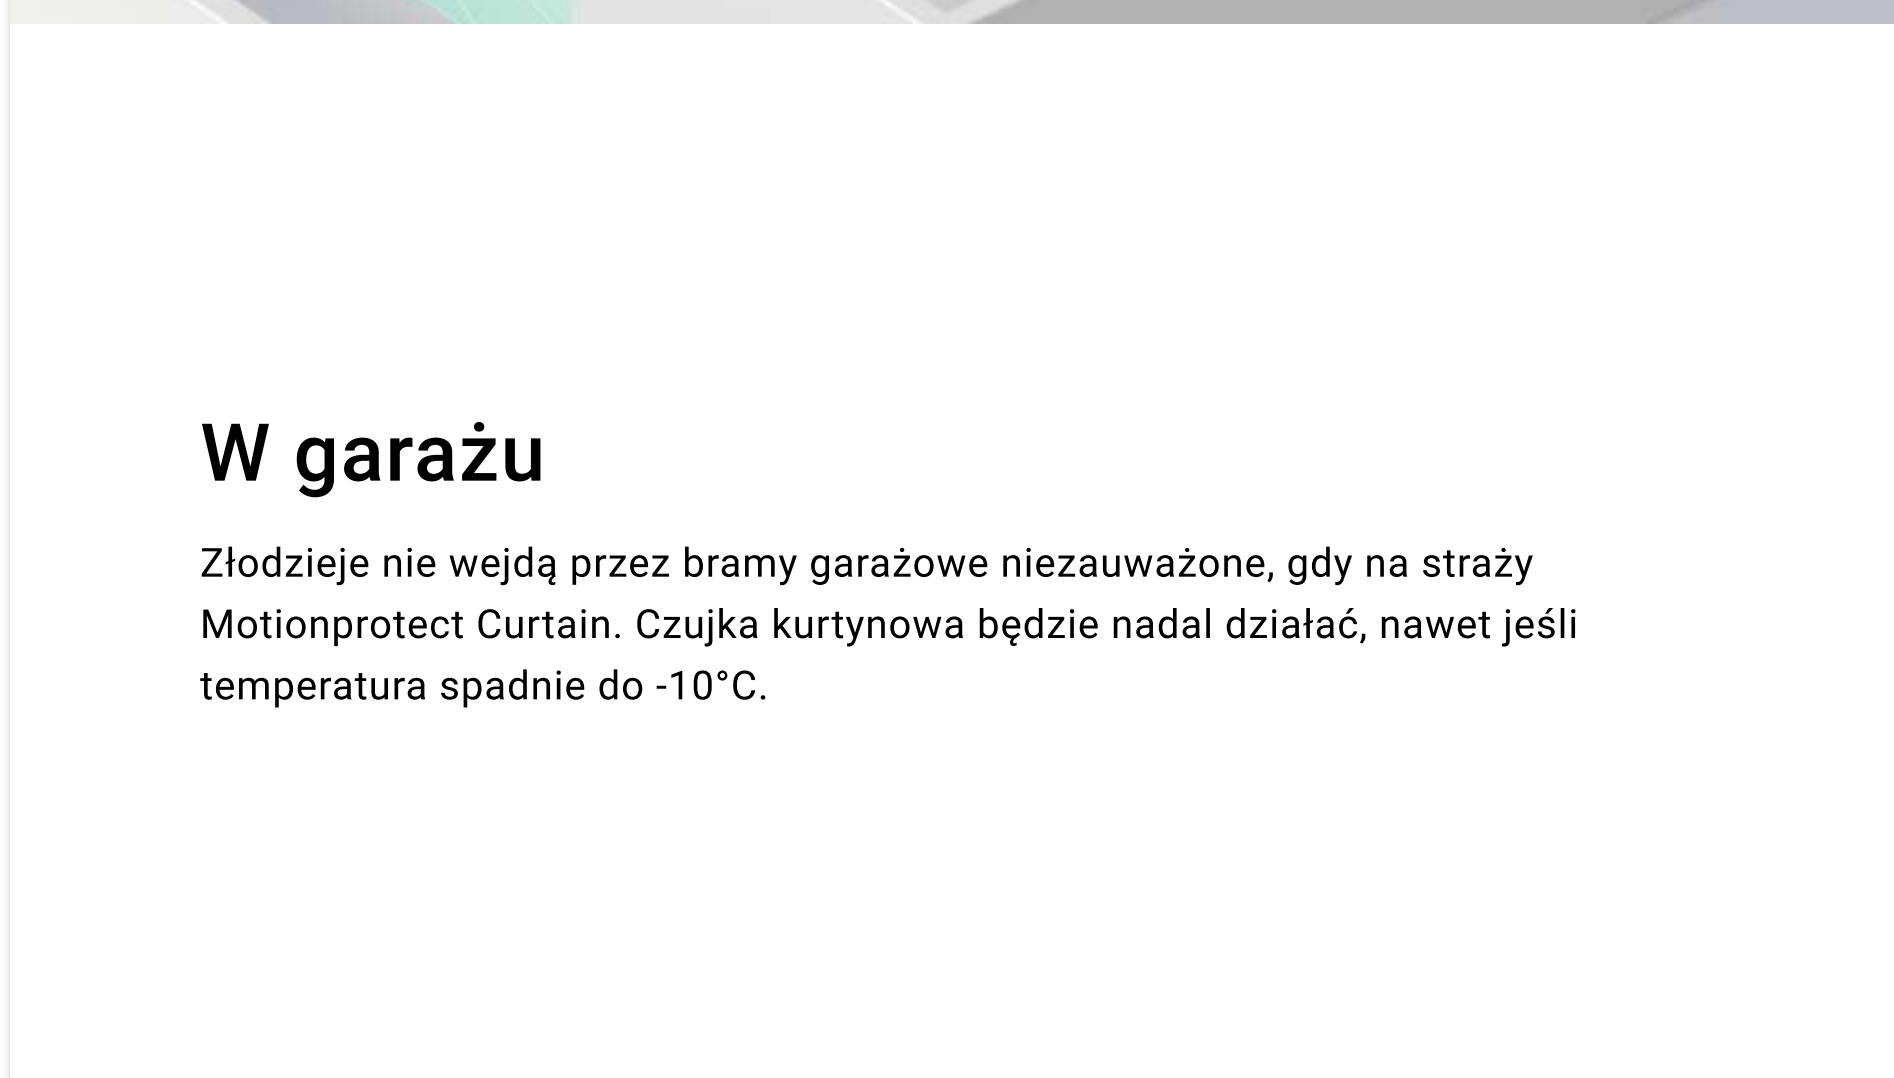 W garażu
Złodzieje nie wejdą przez bramy garażowe niezauważone, gdy na straży
Motionprotect Curtain. Czujka kurtynowa będzie nadal działać, nawet jeśli
temperatura spadnie do -10°C.